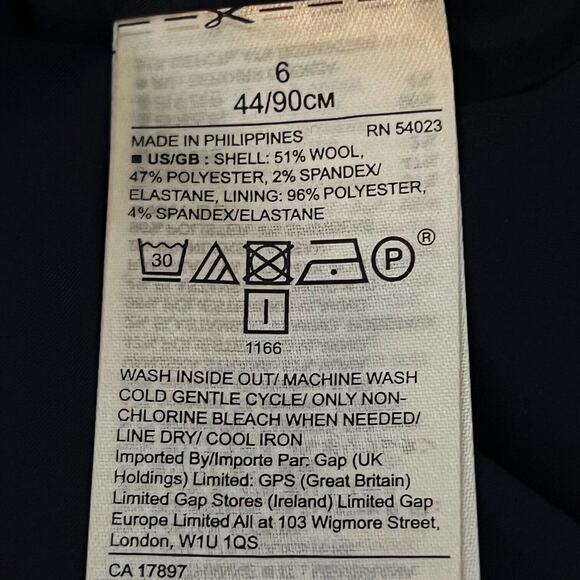 6
44/90CM
MADE IN PHILIPPINES RN 54023
US/GB : SHELL: 51% WOOL,
47% POLYESTER, 2% SPANDEX/
ELASTANE, LINING: 96% POLYESTER,
4% SPANDEX/ELASTANE
30 P®
1166
WASH INSIDE OUT/ MACHINE WASH
COLD GENTLE CYCLE/ ONLY NON-
CHLORINE BLEACH WHEN NEEDED/
LINE DRY/ COOL IRON
Imported By/Importe Par: Gap (UK
Holdings) Limited: GPS (Great Britain)
Limited Gap Stores (Ireland) Limited Gap
Europe Limited All at 103 Wigmore Street,
London, W1U 1QS
CA 17897